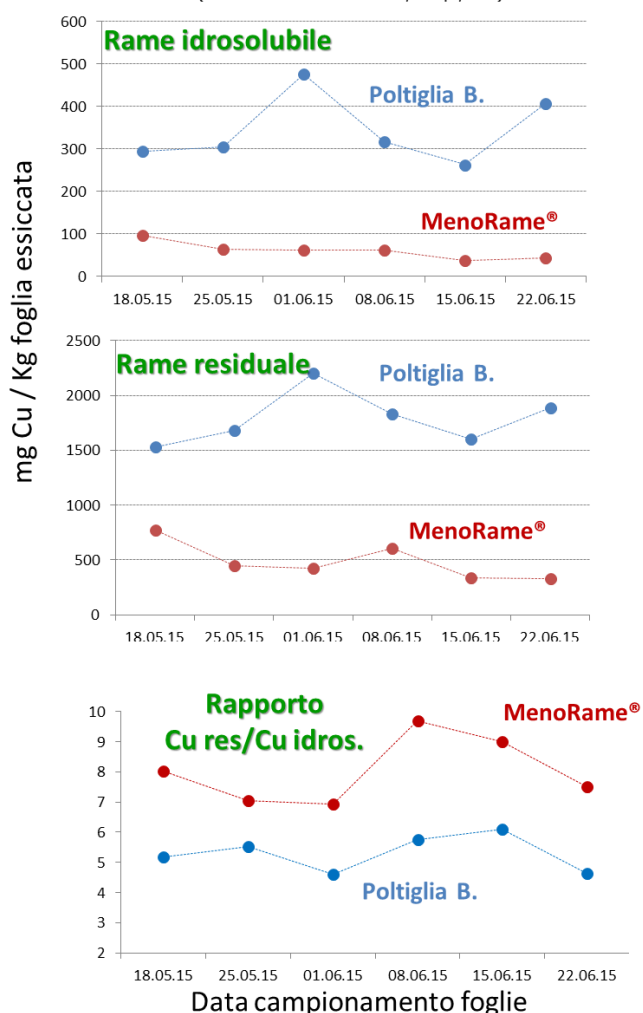 600
Rame idrosolubile
500
Poltiglia B.
400
300
200
MenoRame®
100
0
18.05.15 25.05.15 01.06.15 08.06.15 15.06.15 22.06.15
mg Cu / Kg foglia essiccata
2500
Rame residuale
Poltiglia B.
2000
1500
1000
MenoRame®
500
0
18.05.15 25.05.15 01.06.15 08.06.15 15.06.15 22.06.15
10
Rapporto
MenoRame®
Cu res/Cu idros.
9
8
7
6
5
4
Poltiglia B.
3
2
18.05.15 25.05.15 01.06.15 08.06.15 15.06.15 22.06.15
Data campionamento foglie